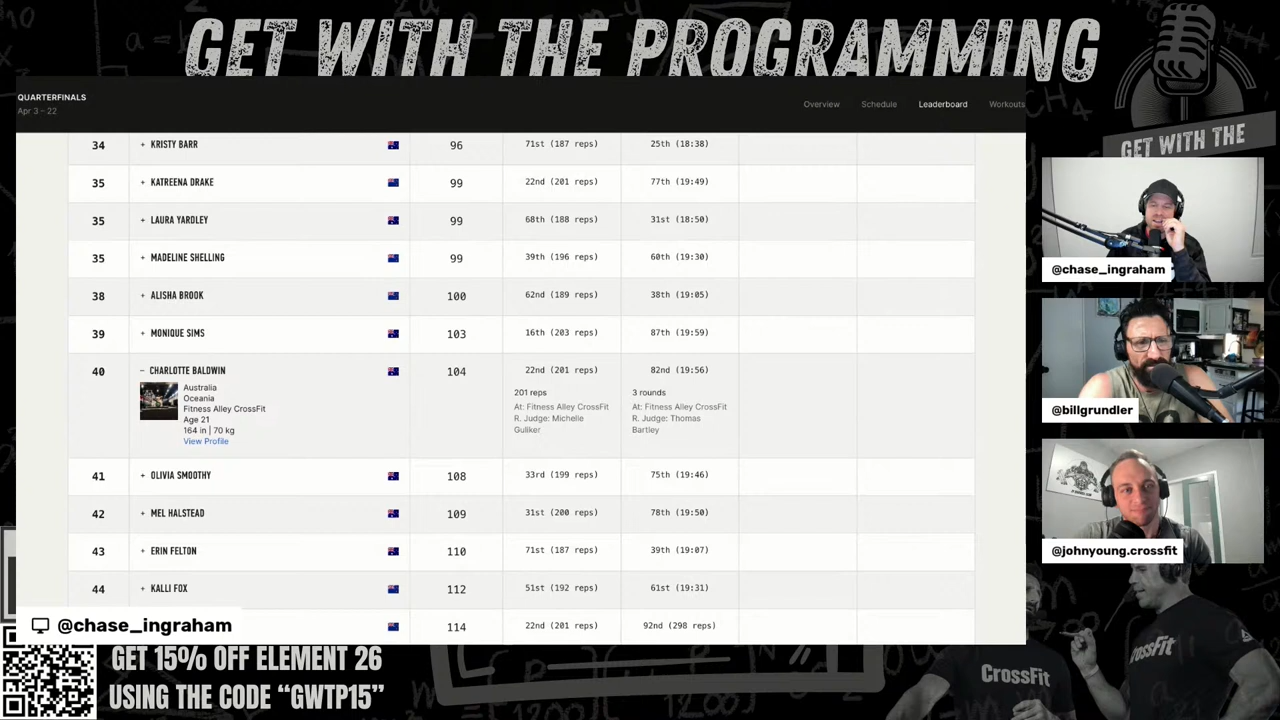 GET WITH THE PROGRAMMING
GET WITH THE
QUARTERFINALS
Apr 3 – 22
Overview Schedule Leaderboard Workouts
34 + KRISTY BARR 96 71st (187 reps) 25th (18:38)
35 + KATREENA DRAKE 99 22nd (201 reps) 77th (19:49)
35 + LAURA YARDLEY 99 68th (188 reps) 31st (18:50)
35 + MADELINE SHELLING 99 39th (196 reps) 60th (19:30)
38 + ALISHA BROOK 100 62nd (189 reps) 38th (19:05)
39 + MONIQUE SIMS 103 16th (203 reps) 87th (19:59)
40 – CHARLOTTE BALDWIN 104 22nd (201 reps) 82nd (19:56)
Australia
Oceania
Fitness Alley CrossFit
Age 21
164 in | 70 kg
View Profile
201 reps
At: Fitness Alley CrossFit
R. Judge: Michelle
Guliker
3 rounds
At: Fitness Alley CrossFit
R. Judge: Thomas
Bartley
41 + OLIVIA SMOOTHY 108 33rd (199 reps) 75th (19:46)
42 + MEL HALSTEAD 109 31st (200 reps) 78th (19:50)
43 + ERIN FELTON 110 71st (187 reps) 39th (19:07)
44 + KALLI FOX 112 51st (192 reps) 61st (19:31)
114 22nd (201 reps) 92nd (298 reps)
@chase_ingraham
@billgrundler
@johnyoung.crossfit
@chase_ingraham
GET 15% OFF ELEMENT 26
USING THE CODE “GWTP15”
CrossFit
CrossFit